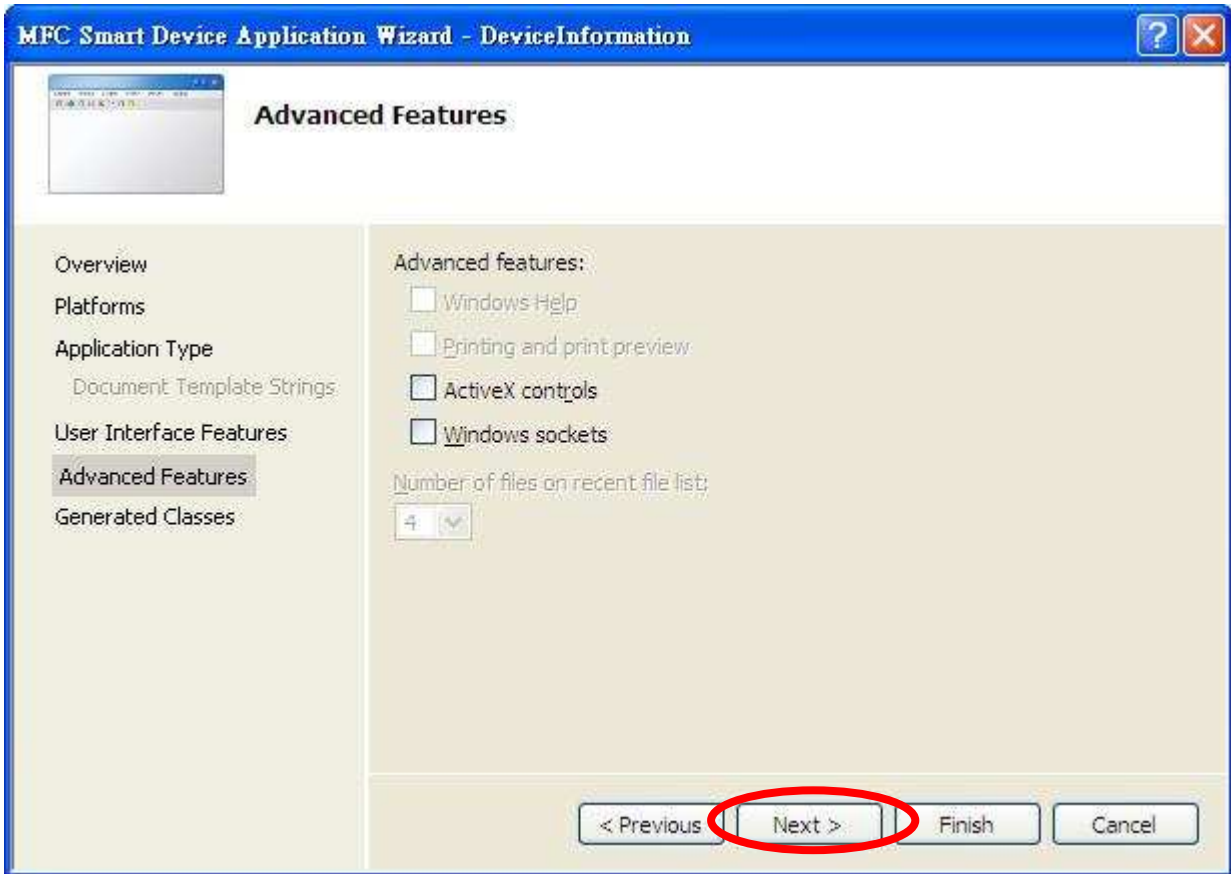 MFC Smart Device Application Wizard - DeviceInformation
Advanced Features
Overview
Platforms
Application Type
Document Template Strings
User Interface Features
Advanced Features
Generated Classes
Advanced features:
Windows Help
Printing and print preview
ActiveX controls
Windows sockets
Number of files on recent file list:
4
< Previous
Next >
Finish
Cancel